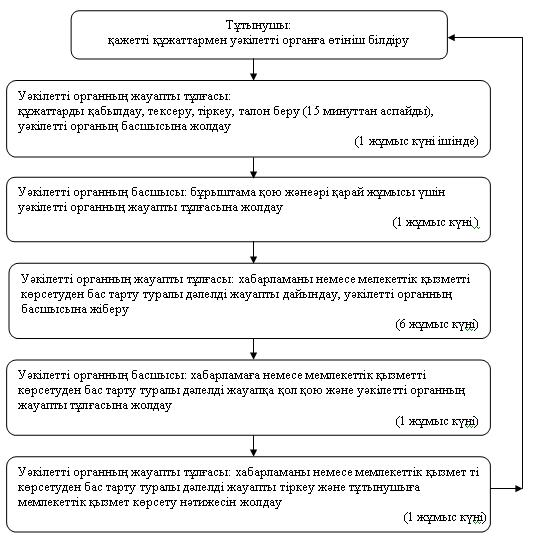 Тұтынушы:
қажетті құжаттармен уәкілетті органға өтініш білдіру
Уәкілетті органның жауапты тұлғасы:
құжаттарды қабылдау, тексеру, тіркеу, талон беру (15 минуттан аспайды),
уәкілетті органың басшысына жолдау
(1 жұмыс күні ішінде)
Уәкілетті органның басшысы: бұрыштама қою жәнеәрі қарай жұмысы үшін
уәкілетті органның жауапты тұлғасына жолдау
(1 жұмыс күні)
Уәкілетті органның жауапты тұлғасы: хабарламаны немесе мелекеттік қызметті
көрсетуден бас тарту туралы дәлелді жауапты дайындау, уәкілетті органның
басшысына жіберу
(6 жұмыс күні)
Уәкілетті органның басшысы: хабарламаға немесе мемлекеттік қызметті
көрсетуден бас тарту туралы дәлелді жауапқа қол қою және уәкілетті органның
жауапты тұлғасына жолдау
(1 жұмыс күні)
Уәкілетті органның жауапты тұлғасы: хабарламаны немесе мемлекеттік қызмет ті
көрсетуден бас тарту туралы дәлелді жауапты тіркеу және тұтынушыға
мемлекеттік қызмет көрсету нәтижесін жолдау
(1 жұмыс күні)